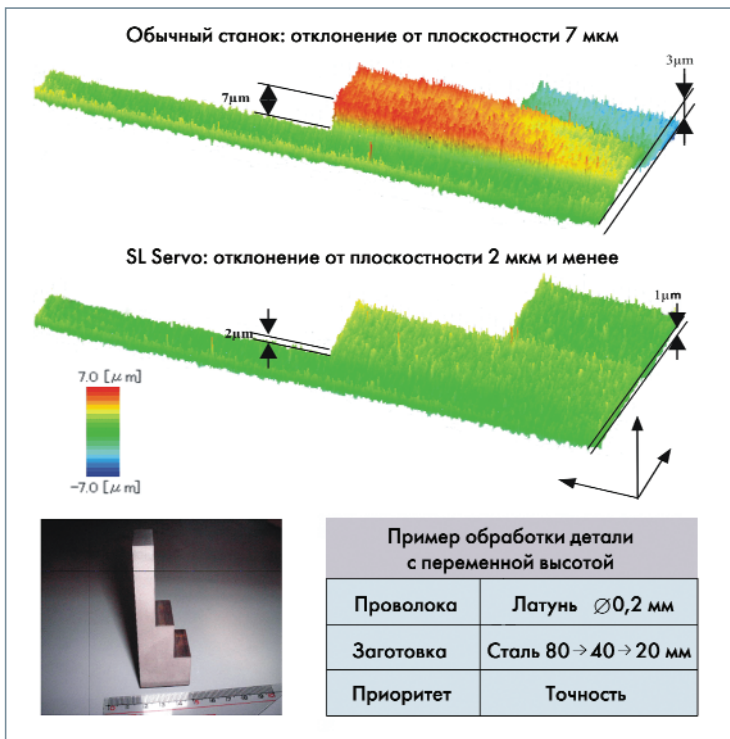 Обычный станок: отклонение от плоскостности 7 мкм
3μm
7μm
SL Servo: отклонение от плоскостности 2 мкм и менее
1μm
2μm
7.0 [μm]
-7.0 [μm]
Пример обработки детали
с переменной высотой
Проволока Латунь ∅0,2 мм
Заготовка Сталь 80→40→20 мм
Приоритет Точность